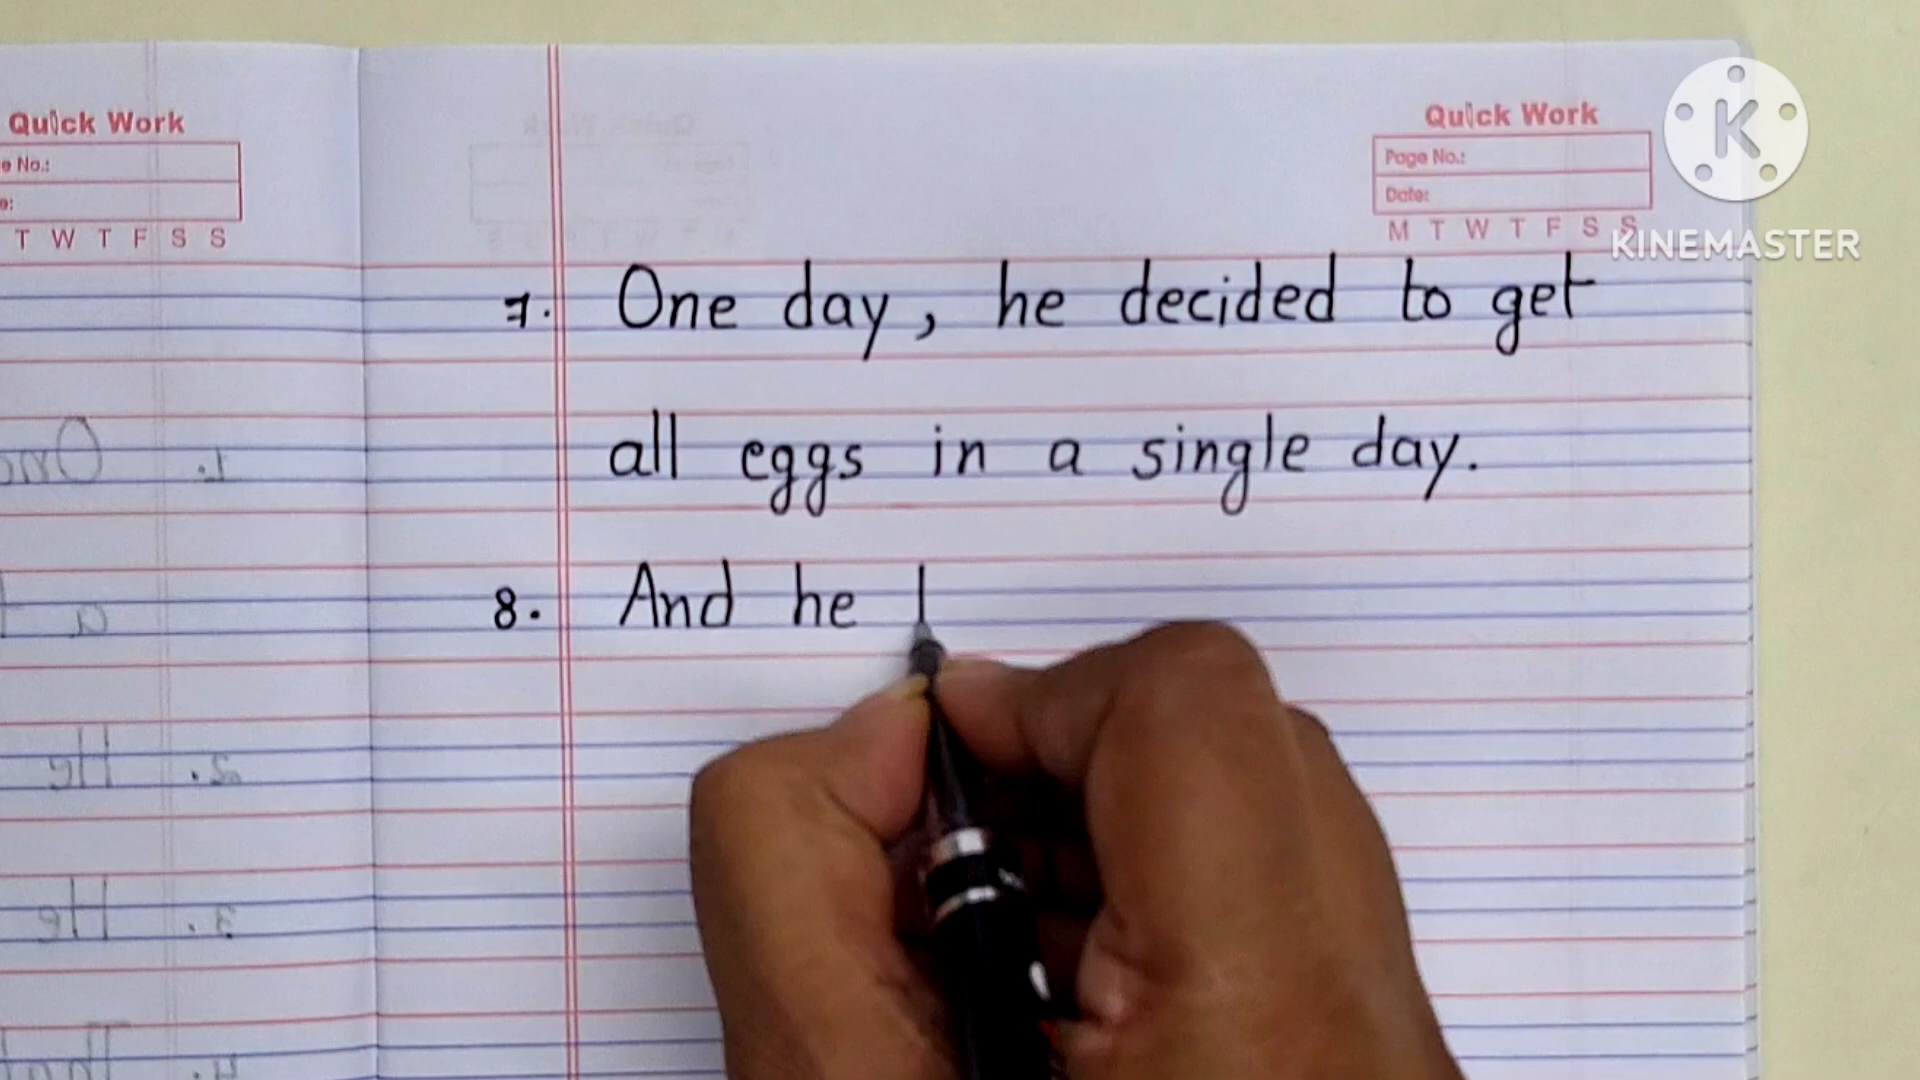 Quick Work
Page No.:
Date:
M T W T F S S
KINEMASTER
Quick Work
e No.:
e:
T W T F S S
7. One day, he decided to get
all eggs in a single day.
8. And he